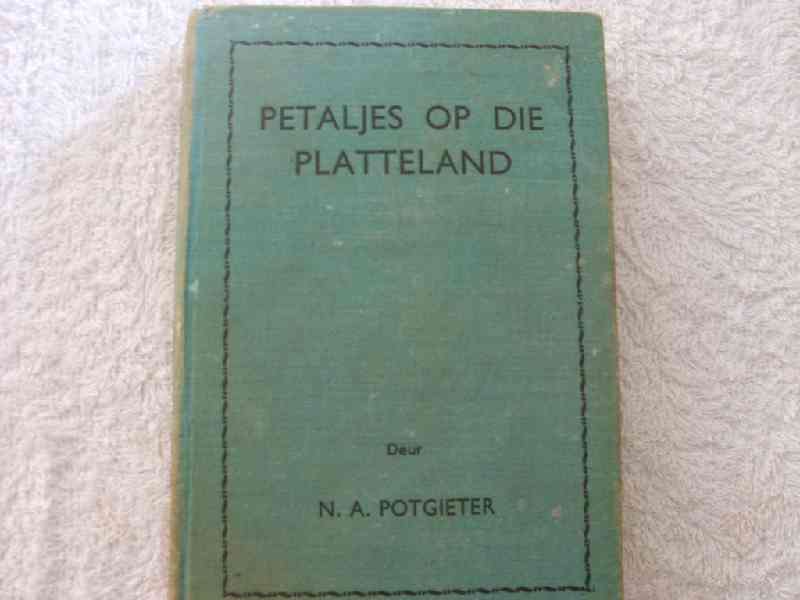 PETALJES OP DIE
PLATTELAND
Deur
N. A. POTGIETER